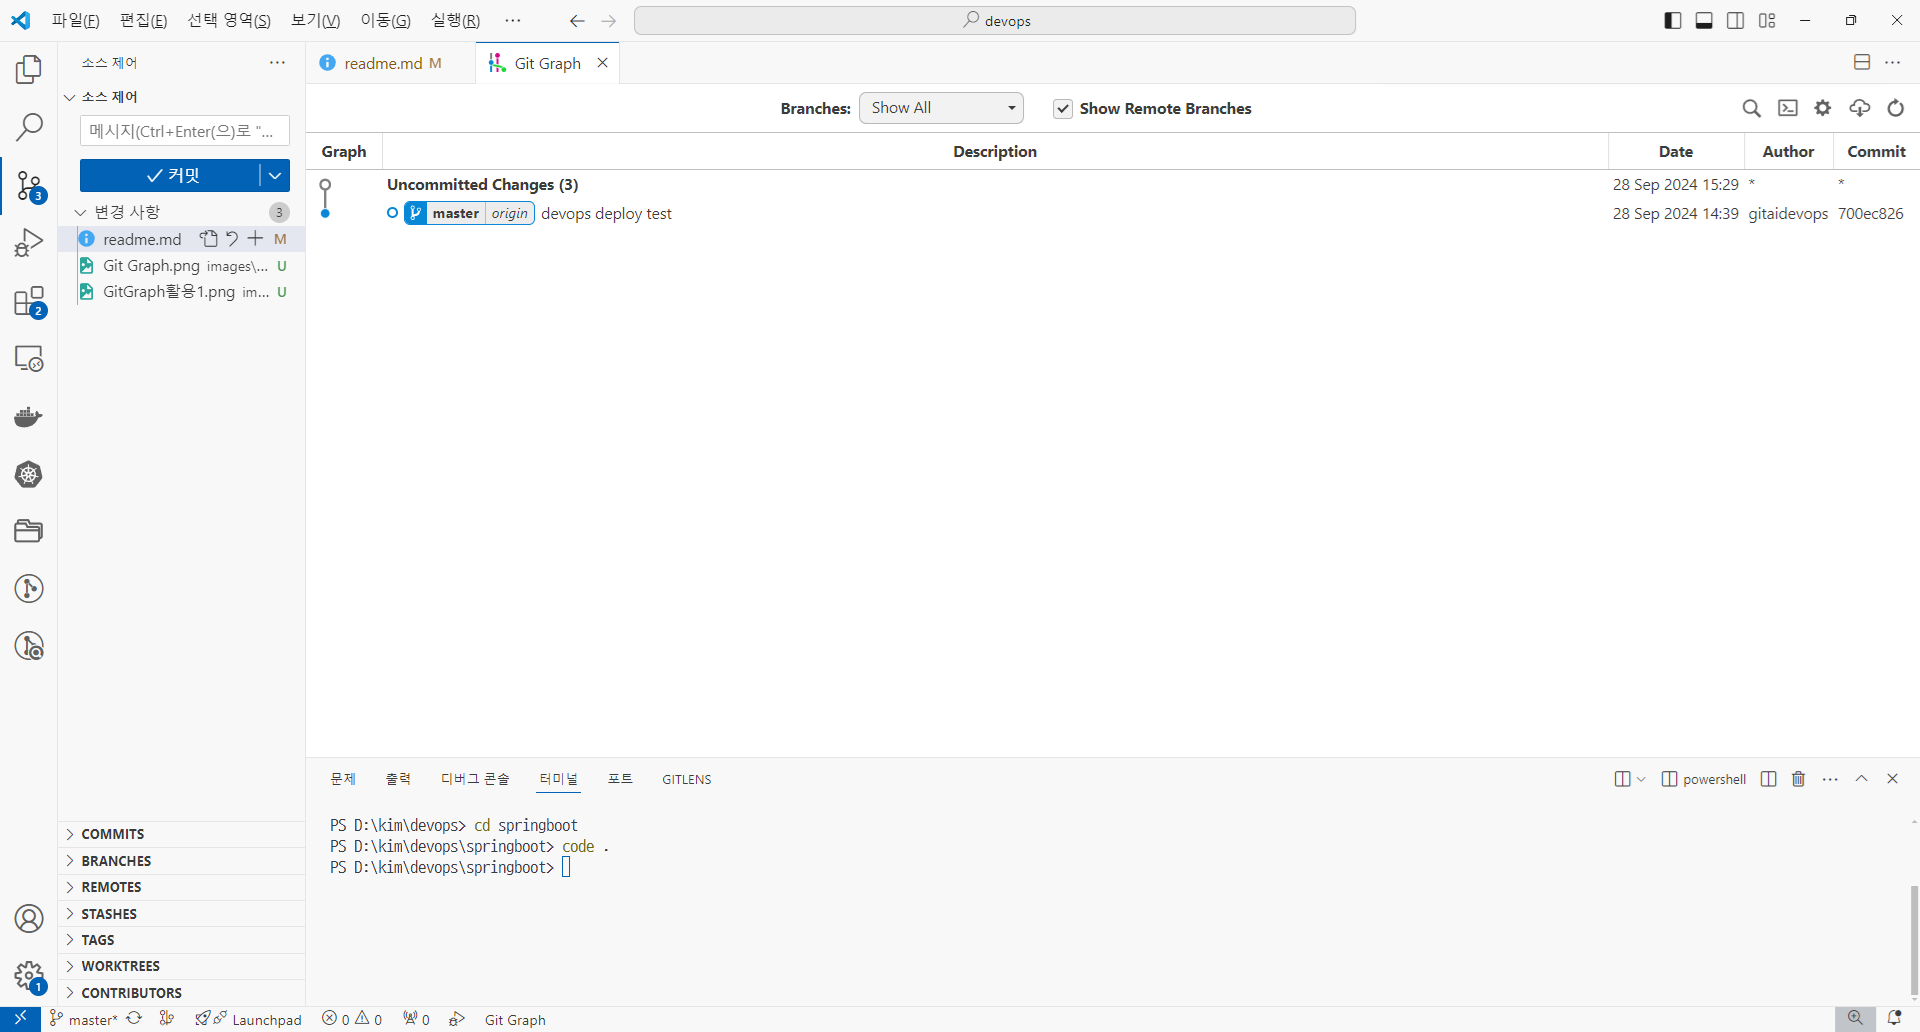 파일(F) 편집(E) 선택 영역(S) 보기(V) 이동(G) 실행(R) ··· devops
소스 제어 ···
readme.md M
Git Graph
소스 제어
메시지(Ctrl+Enter(으)로 "...
커밋
변경 사항 3
readme.md M
Git Graph.png images\... U
GitGraph활용1.png im... U
3
2
1
Branches: Show All Show Remote Branches
Graph Description Date Author Commit
Uncommitted Changes (3) 28 Sep 2024 15:29 * *
master origin devops deploy test 28 Sep 2024 14:39 gitaidevops 700ec826
문제 출력 디버그 콘솔 터미널 포트 GITLENS
powershell
PS D:\kim\devops> cd springboot
PS D:\kim\devops\springboot> code .
PS D:\kim\devops\springboot>
COMMITS
BRANCHES
REMOTES
STASHES
TAGS
WORKTREES
CONTRIBUTORS
master* Launchpad 0 0 0 Git Graph